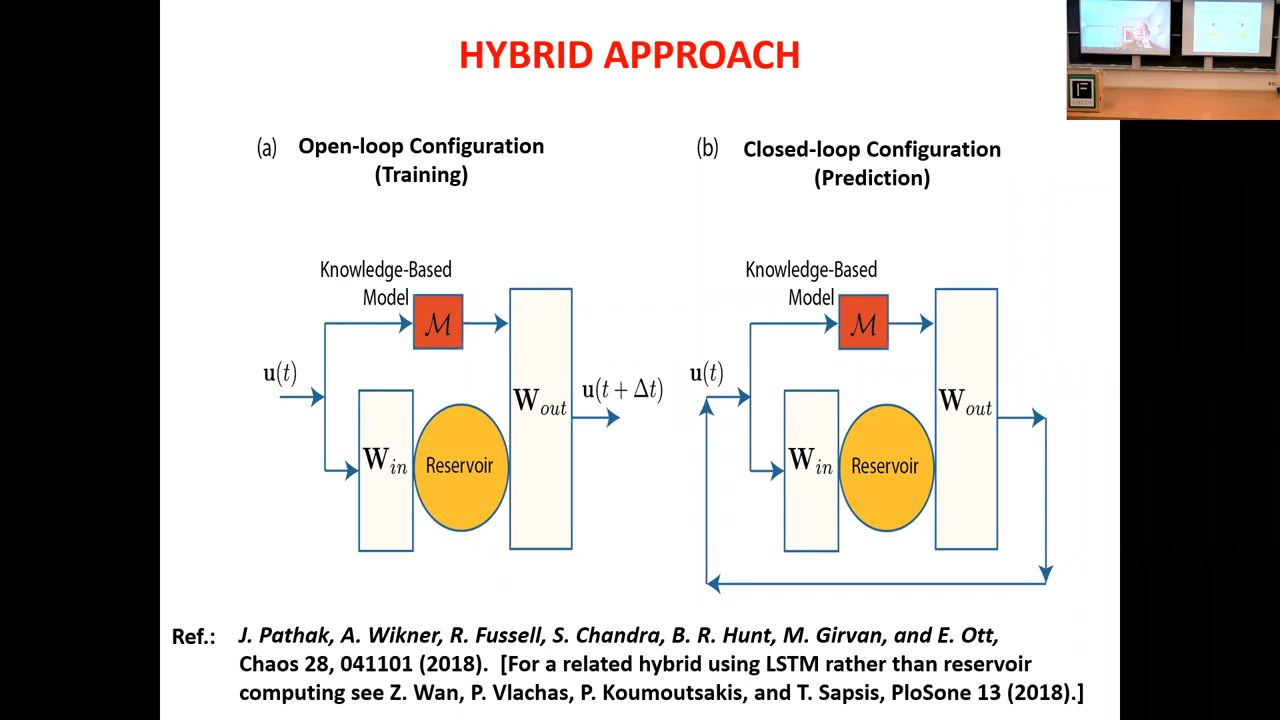 HYBRID APPROACH
(a) Open-loop Configuration
(Training)
(b) Closed-loop Configuration
(Prediction)
Knowledge-Based
Model
M
u(t)
W_in
Reservoir
W_out
u(t + Δt)
Knowledge-Based
Model
M
u(t)
W_in
Reservoir
W_out
Ref.: J. Pathak, A. Wikner, R. Fussell, S. Chandra, B. R. Hunt, M. Girvan, and E. Ott,
Chaos 28, 041101 (2018). [For a related hybrid using LSTM rather than reservoir
computing see Z. Wan, P. Vlachas, P. Koumoutsakis, and T. Sapsis, PloSone 13 (2018).]
F